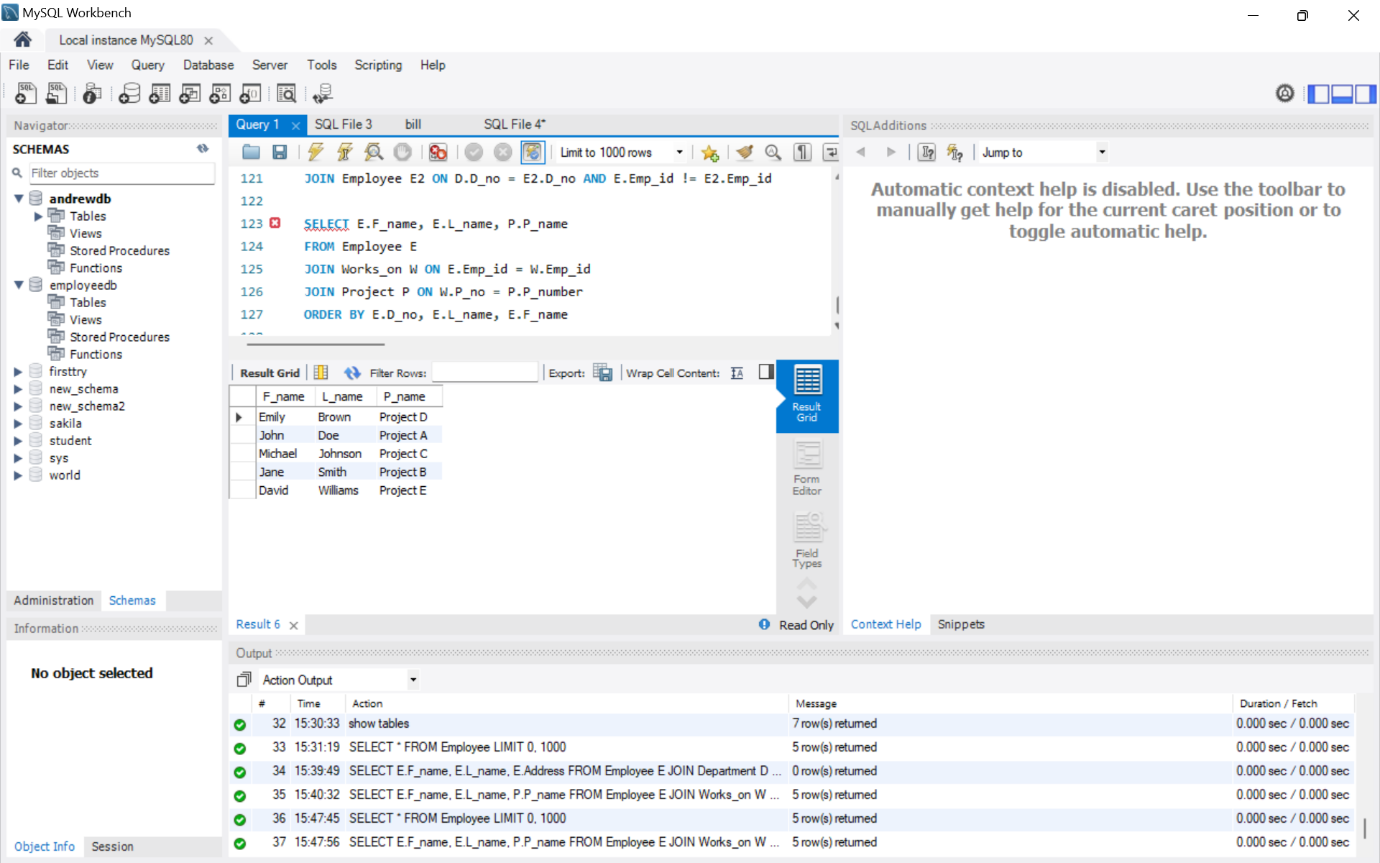 MySQL Workbench
Local instance MySQL80
File Edit View Query Database Server Tools Scripting Help
Navigator
SCHEMAS
Filter objects
andrewdb
Tables
Views
Stored Procedures
Functions
employeedb
Tables
Views
Stored Procedures
Functions
firsttry
new_schema
new_schema2
sakila
student
sys
world
Administration Schemas
Information
No object selected
Object Info Session
Query 1 SQL File 3 bill SQL File 4*
Limit to 1000 rows
121 JOIN Employee E2 ON D.D_no = E2.D_no AND E.Emp_id != E2.Emp_id
122
123 SELECT E.F_name, E.L_name, P.P_name
124 FROM Employee E
125 JOIN Works_on W ON E.Emp_id = W.Emp_id
126 JOIN Project P ON W.P_no = P.P_number
127 ORDER BY E.D_no, E.L_name, E.F_name
Result Grid Filter Rows: Export: Wrap Cell Content:
F_name L_name P_name
Emily Brown Project D
John Doe Project A
Michael Johnson Project C
Jane Smith Project B
David Williams Project E
Result
Grid
Form
Editor
Field
Types
Result 6 Read Only
SQLAdditions
Jump to
Automatic context help is disabled. Use the toolbar to
manually get help for the current caret position or to
toggle automatic help.
Context Help Snippets
Output
Action Output
# Time Action Message Duration / Fetch
32 15:30:33 show tables 7 row(s) returned 0.000 sec / 0.000 sec
33 15:31:19 SELECT * FROM Employee LIMIT 0, 1000 5 row(s) returned 0.000 sec / 0.000 sec
34 15:39:49 SELECT E.F_name, E.L_name, E.Address FROM Employee E JOIN Department D ... 0 row(s) returned 0.000 sec / 0.000 sec
35 15:40:32 SELECT E.F_name, E.L_name, P.P_name FROM Employee E JOIN Works_on W ... 5 row(s) returned 0.000 sec / 0.000 sec
36 15:47:45 SELECT * FROM Employee LIMIT 0, 1000 5 row(s) returned 0.000 sec / 0.000 sec
37 15:47:56 SELECT E.F_name, E.L_name, P.P_name FROM Employee E JOIN Works_on W ... 5 row(s) returned 0.000 sec / 0.000 sec